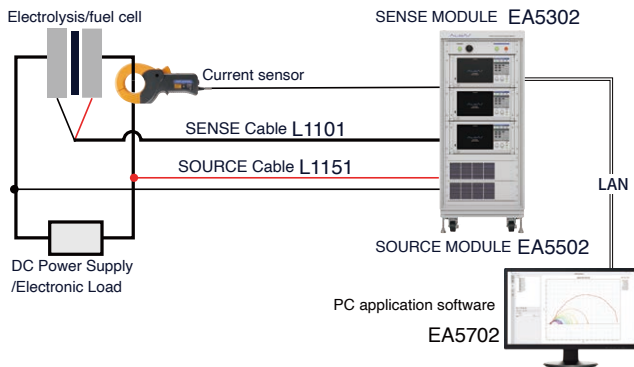 Electrolysis/fuel cell
SENSE MODULE EA5302
Current sensor
SENSE Cable L1101
SOURCE Cable L1151
LAN
SOURCE MODULE EA5502
DC Power Supply
/Electronic Load
PC application software
EA5702